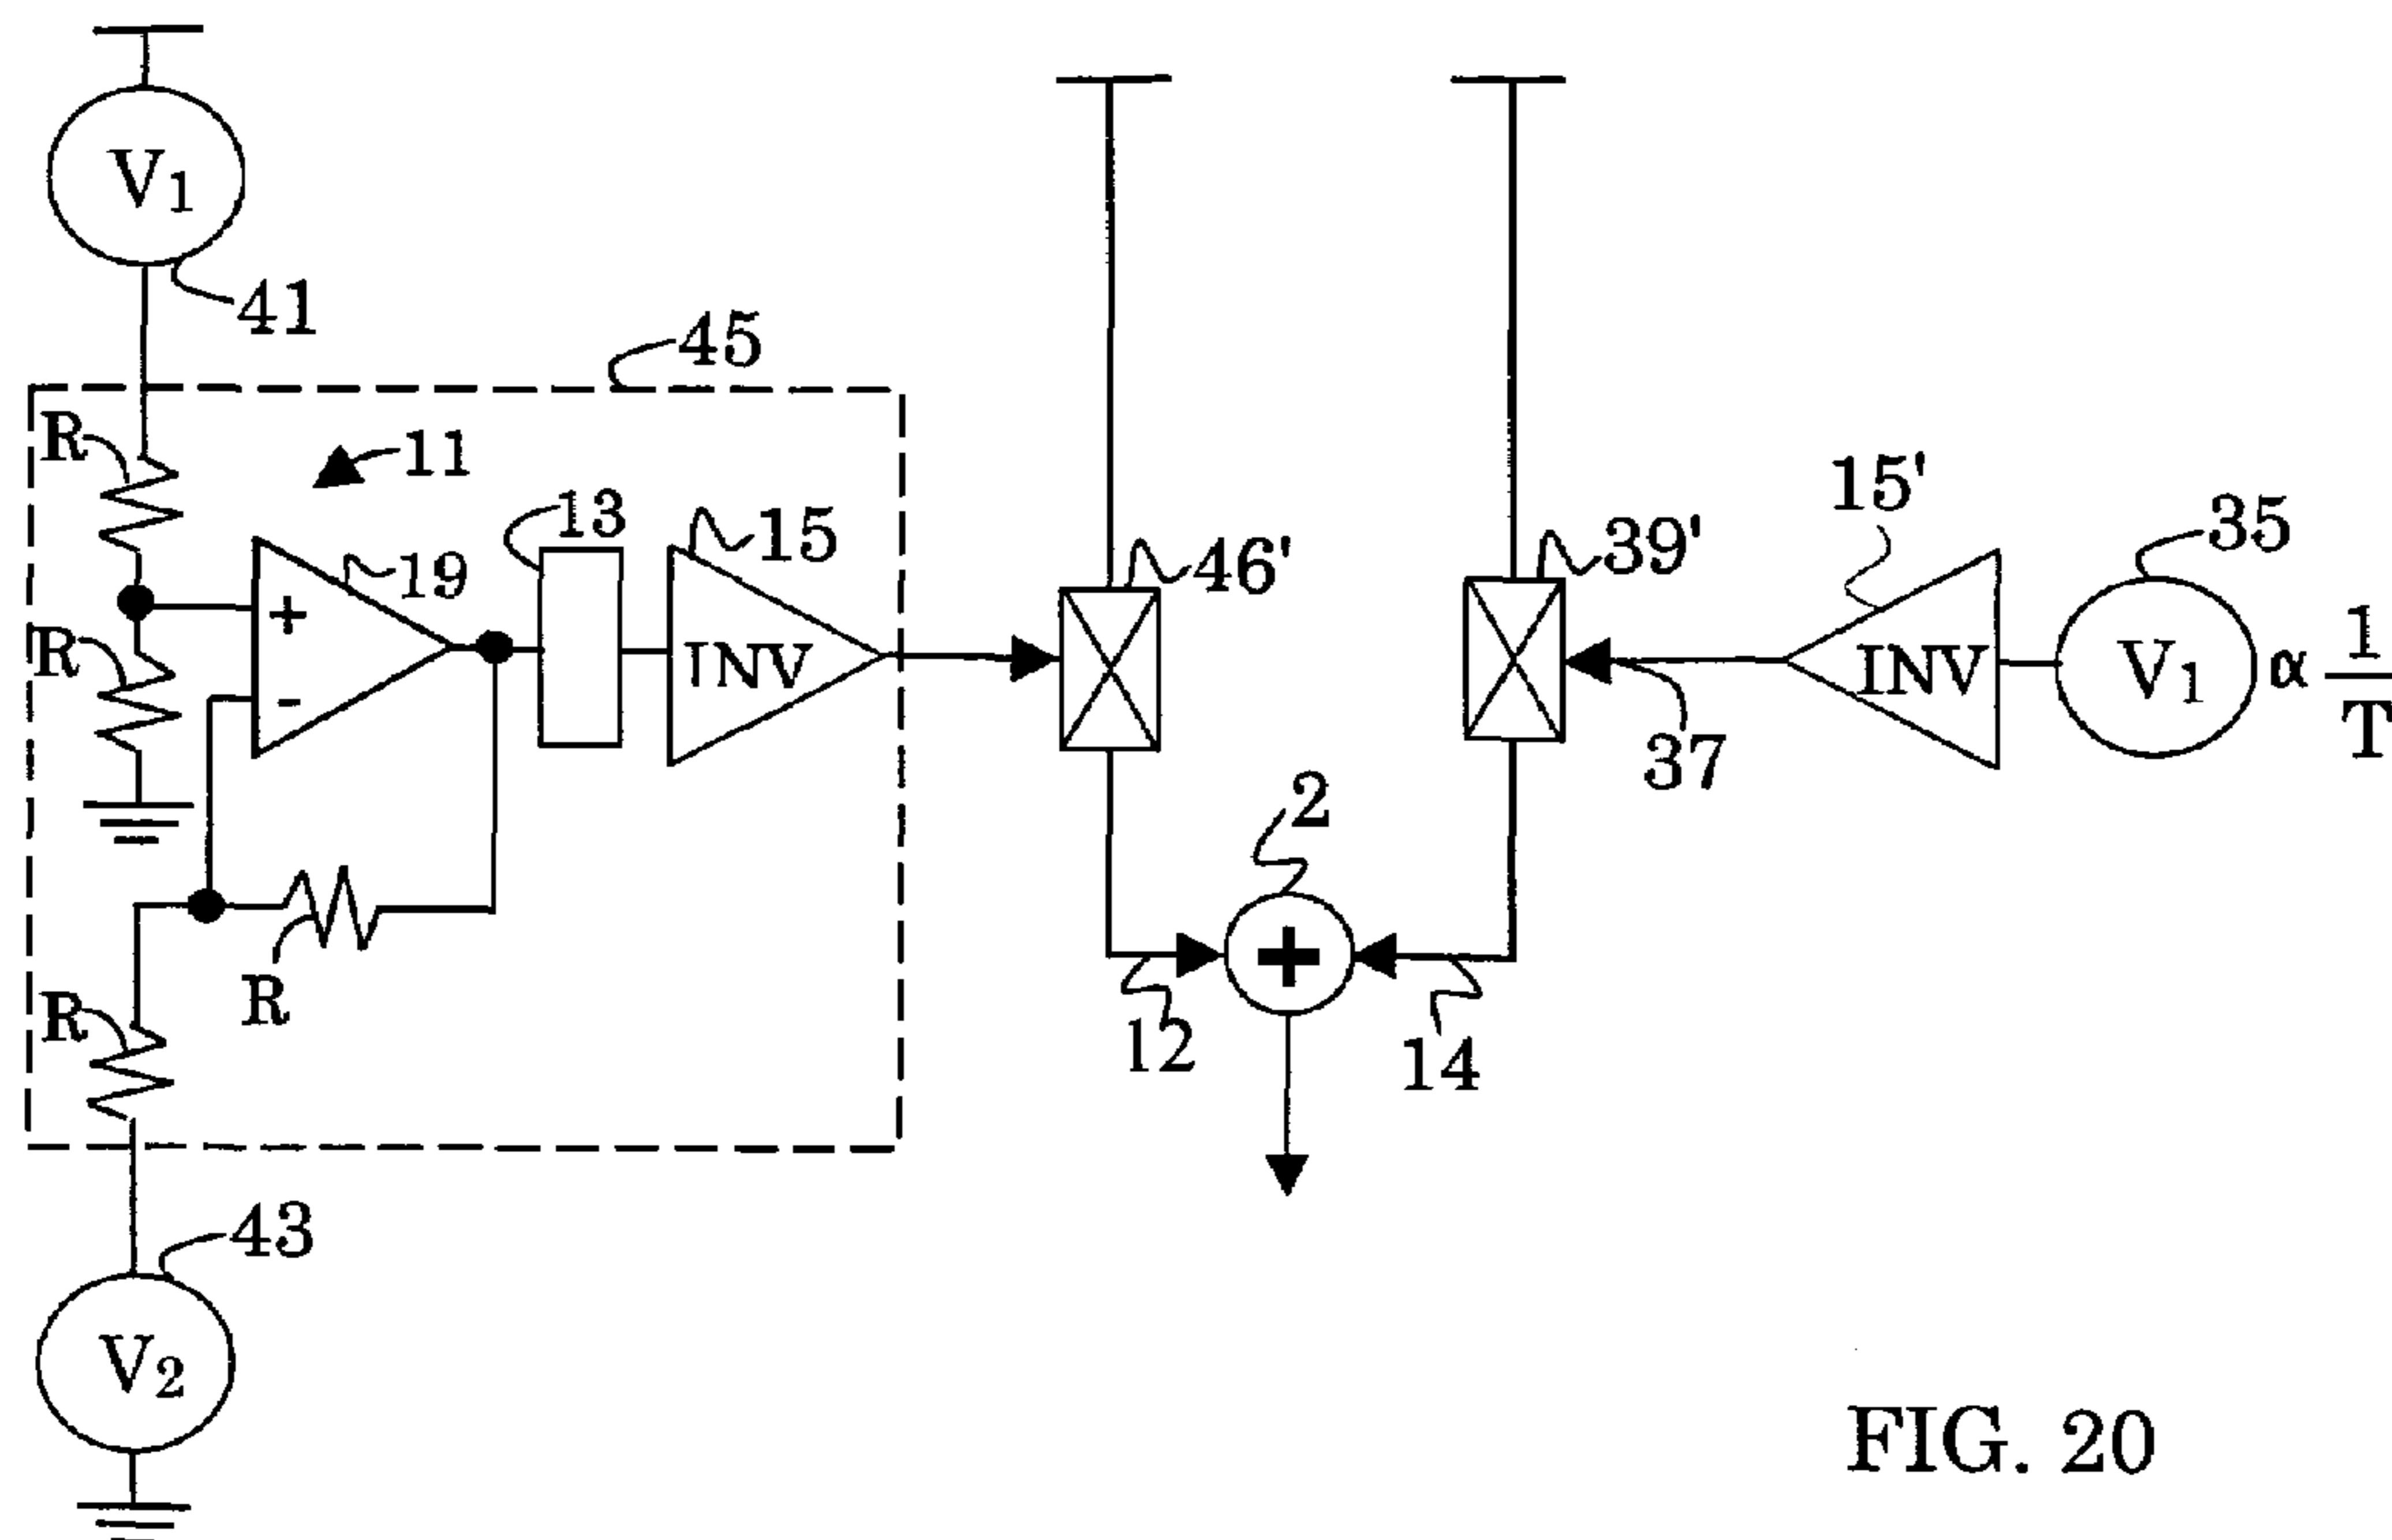 V1
41
45
R
11
R
13
15
19
+
-
INV
46'
39'
15'
35
INV
V1 α 1/T
37
R
R
2
+
12
14
43
V2
FIG. 20